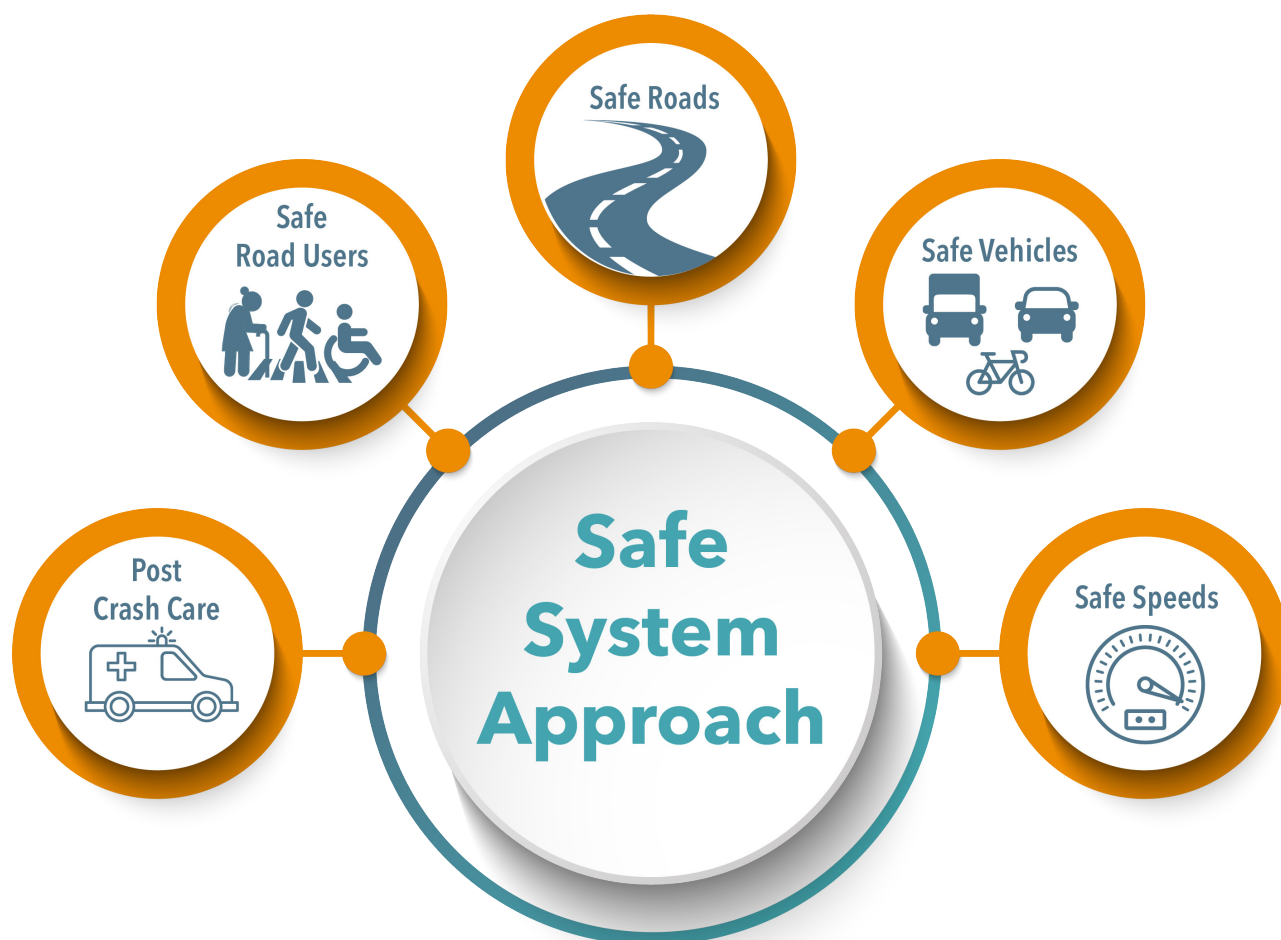 Safe Roads
Safe
Road Users
Safe Vehicles
Post
Crash Care
Safe Speeds
Safe
System
Approach